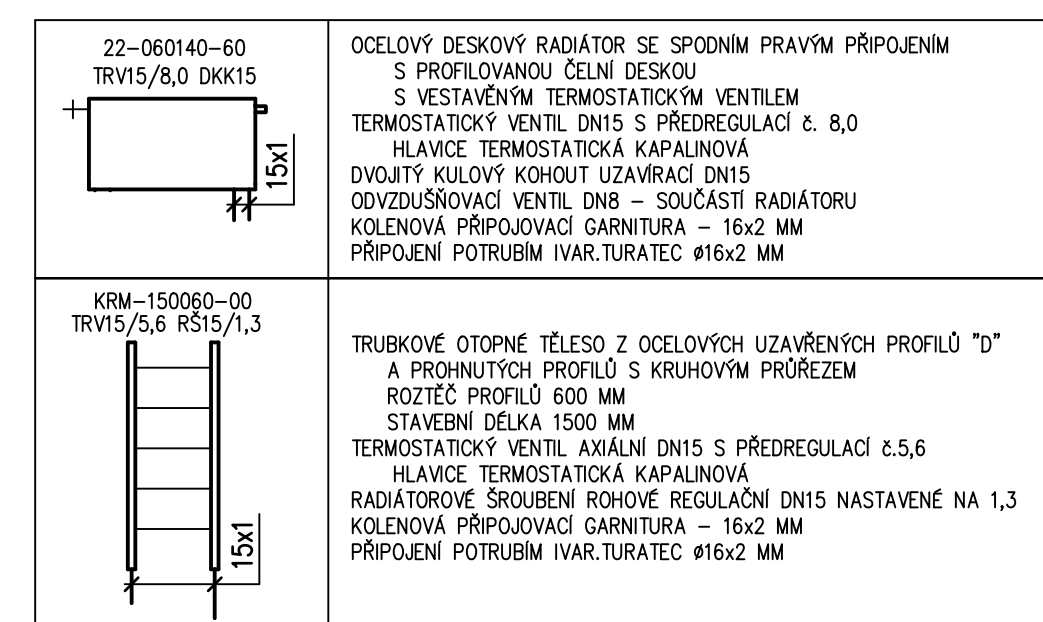 22-060140-60
TRV15/8,0 DKK15
15x1
OCELOVÝ DESKOVÝ RADIÁTOR SE SPODNÍM PRAVÝM PŘIPOJENÍM
S PROFILOVANOU ČELNÍ DESKOU
S VESTAVĚNÝM TERMOSTATICKÝM VENTILEM
TERMOSTATICKÝ VENTIL DN15 S PŘEDREGULACÍ č. 8,0
HLAVICE TERMOSTATICKÁ KAPALINOVÁ
DVOJITÝ KULOVÝ KOHOUT UZAVÍRACÍ DN15
ODVZDUŠŇOVACÍ VENTIL DN8 – SOUČÁSTÍ RADIÁTORU
KOLENOVÁ PŘIPOJOVACÍ GARNITURA – 16x2 MM
PŘIPOJENÍ POTRUBÍM IVAR.TURATEC ø16x2 MM
KRM-150060-00
TRV15/5,6 RŠ15/1,3
15x1
TRUBKOVÉ OTOPNÉ TĚLESO Z OCELOVÝCH UZAVŘENÝCH PROFILŮ "D"
A PROHNUTÝCH PROFILŮ S KRUHOVÝM PRŮŘEZEM
ROZTĚČ PROFILŮ 600 MM
STAVEBNÍ DÉLKA 1500 MM
TERMOSTATICKÝ VENTIL AXIÁLNÍ DN15 S PŘEDREGULACÍ č.5,6
HLAVICE TERMOSTATICKÁ KAPALINOVÁ
RADIÁTOROVÉ ŠROUBENÍ ROHOVÉ REGULAČNÍ DN15 NASTAVENÉ NA 1,3
KOLENOVÁ PŘIPOJOVACÍ GARNITURA – 16x2 MM
PŘIPOJENÍ POTRUBÍM IVAR.TURATEC ø16x2 MM